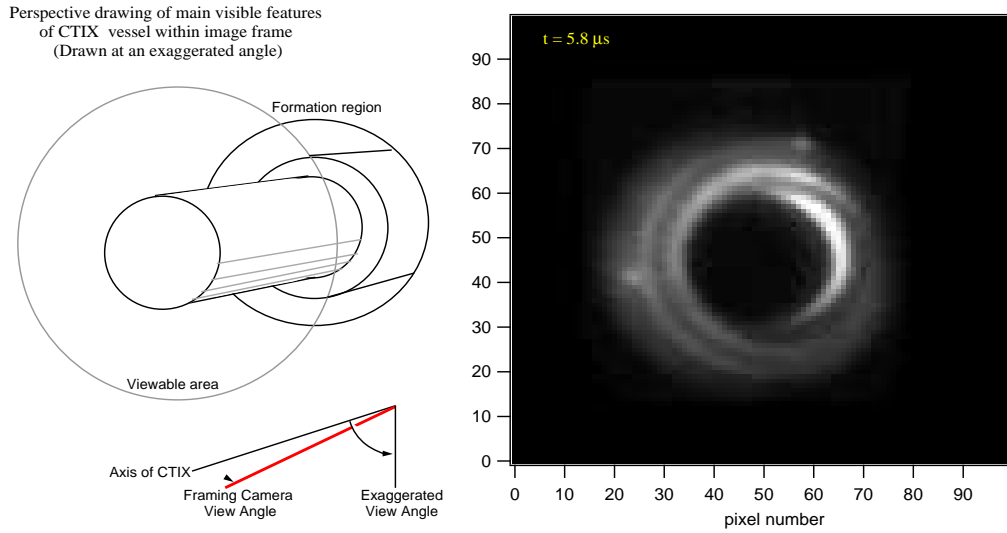 Perspective drawing of main visible features
of CTIX vessel within image frame
(Drawn at an exaggerated angle)
Formation region
Viewable area
Axis of CTIX
Framing Camera
View Angle
Exaggerated
View Angle
t = 5.8 µs
90
80
70
60
50
40
30
20
10
0
0 10 20 30 40 50 60 70 80 90
pixel number